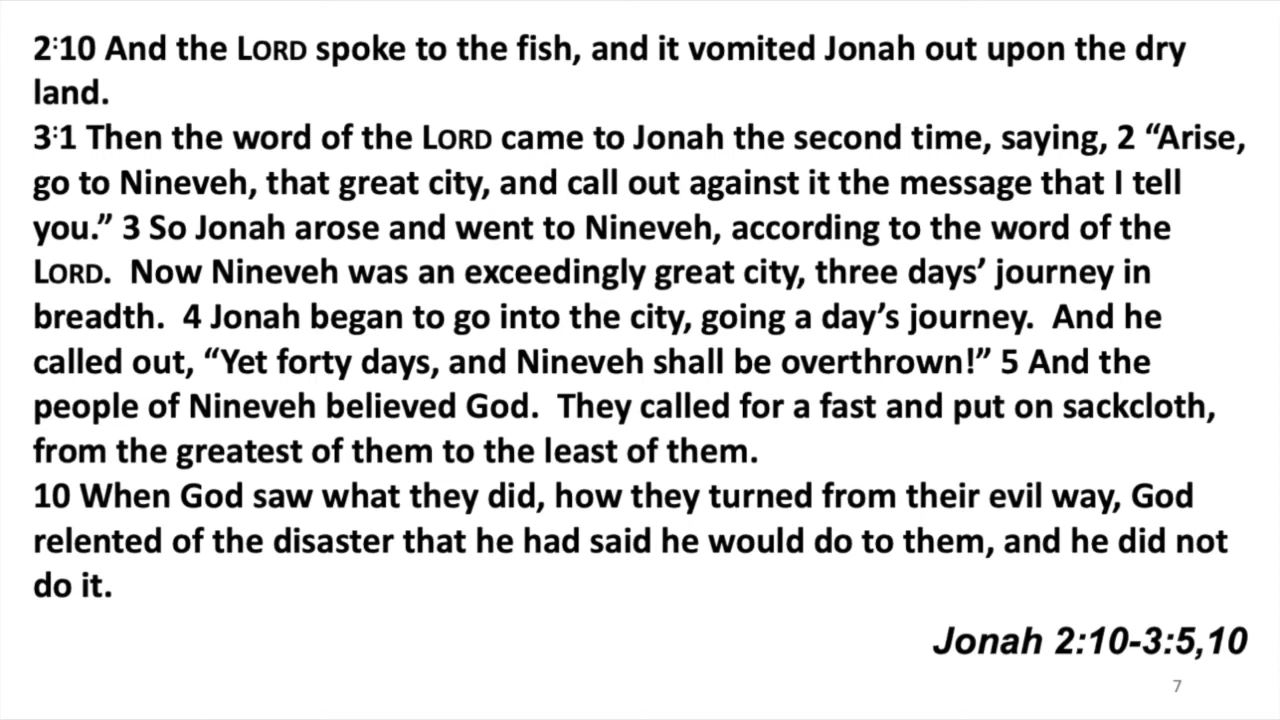 2:10 And the LORD spoke to the fish, and it vomited Jonah out upon the dry
land.
3:1 Then the word of the LORD came to Jonah the second time, saying, 2 “Arise,
go to Nineveh, that great city, and call out against it the message that I tell
you.” 3 So Jonah arose and went to Nineveh, according to the word of the
LORD.  Now Nineveh was an exceedingly great city, three days’ journey in
breadth.  4 Jonah began to go into the city, going a day’s journey.  And he
called out, “Yet forty days, and Nineveh shall be overthrown!” 5 And the
people of Nineveh believed God.  They called for a fast and put on sackcloth,
from the greatest of them to the least of them.
10 When God saw what they did, how they turned from their evil way, God
relented of the disaster that he had said he would do to them, and he did not
do it.
Jonah 2:10-3:5,10
7